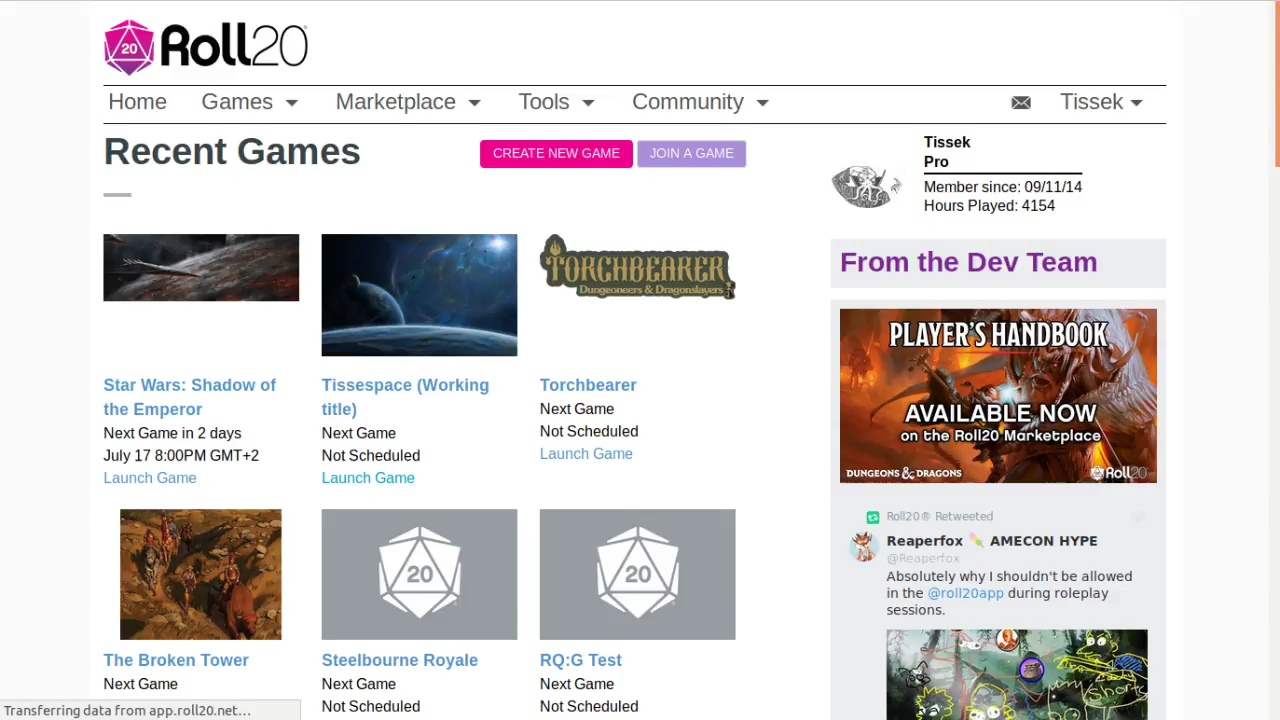 20 Roll20
Home Games Marketplace Tools Community Tissek
Recent Games
CREATE NEW GAME JOIN A GAME
Tissek
Pro
Member since: 09/11/14
Hours Played: 4154
TORCHBEARER
Dungeoneers & Dragonslayers
Star Wars: Shadow of
the Emperor
Next Game in 2 days
July 17 8:00PM GMT+2
Launch Game
Tissespace (Working
title)
Next Game
Not Scheduled
Launch Game
Torchbearer
Next Game
Not Scheduled
Launch Game
20
20
The Broken Tower
Next Game
Steelbourne Royale
Next Game
Not Scheduled
RQ:G Test
Next Game
Not Scheduled
From the Dev Team
PLAYER'S HANDBOOK
AVAILABLE NOW
on the Roll20 Marketplace
DUNGEONS & DRAGONS Roll20
Roll20® Retweeted
Reaperfox AMECON HYPE
@Reaperfox
Absolutely why I shouldn't be allowed
in the @roll20app during roleplay
sessions.
Transferring data from app.roll20.net…